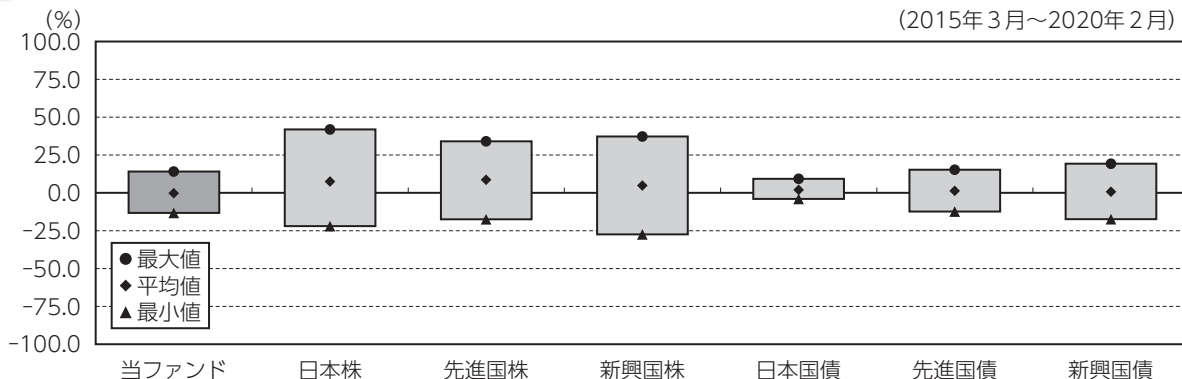 (%)
(2015年3月～2020年2月)
100.0
75.0
50.0
25.0
0.0
-25.0
-50.0
-75.0
-100.0
●最大値
◆平均値
▲最小値
当ファンド 日本株 先進国株 新興国株 日本国債 先進国債 新興国債